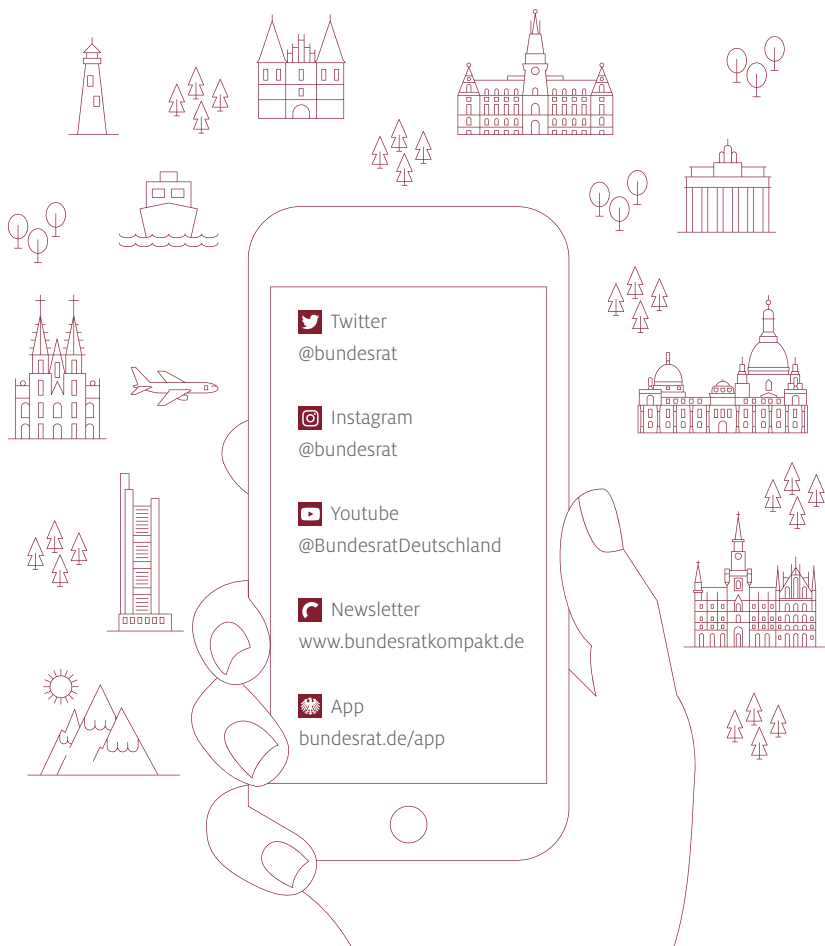 Twitter
@bundesrat
Instagram
@bundesrat
Youtube
@BundesratDeutschland
Newsletter
www.bundesratkompakt.de
App
bundesrat.de/app